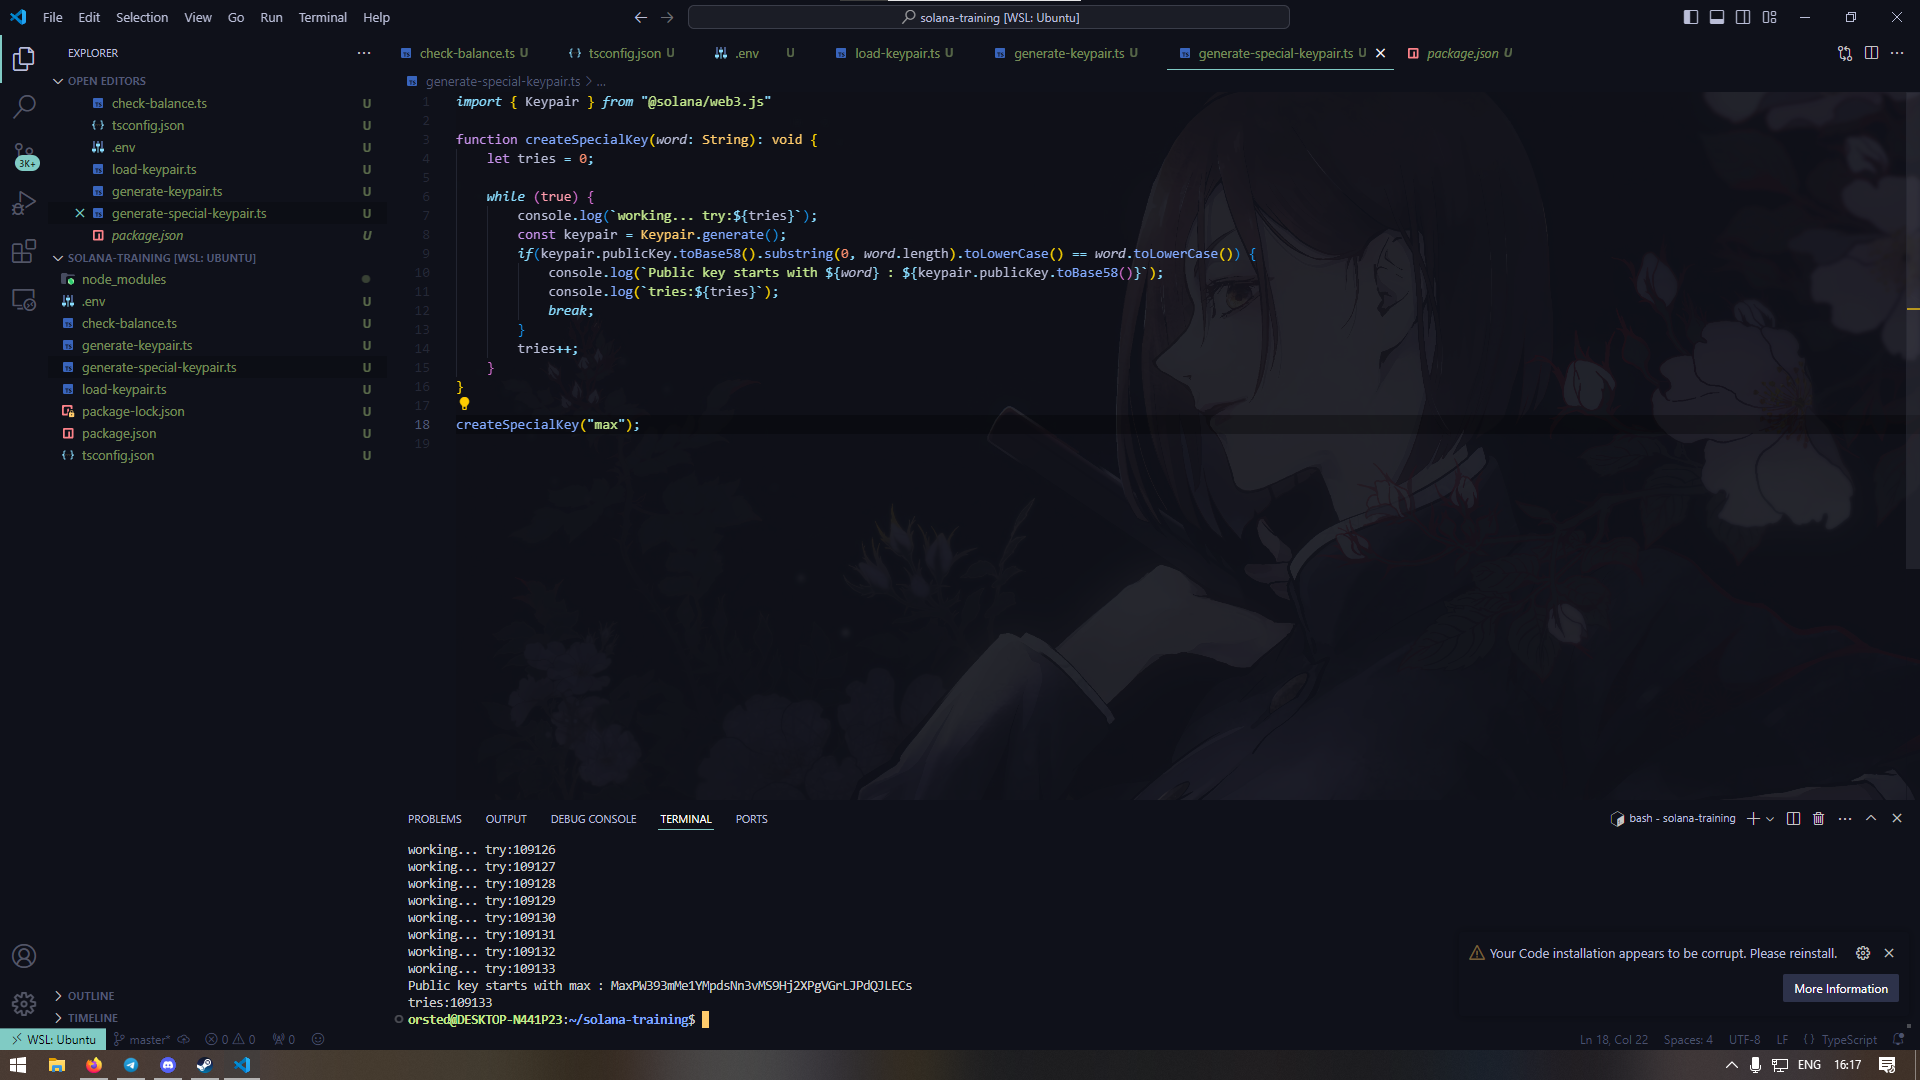 File Edit Selection View Go Run Terminal Help
solana-training [WSL: Ubuntu]
EXPLORER
OPEN EDITORS
check-balance.ts U
tsconfig.json U
.env U
load-keypair.ts U
generate-keypair.ts U
generate-special-keypair.ts U
package.json U
3K+
SOLANA-TRAINING [WSL: UBUNTU]
node_modules
.env U
check-balance.ts U
generate-keypair.ts U
generate-special-keypair.ts U
load-keypair.ts U
package-lock.json U
package.json U
tsconfig.json U
OUTLINE
TIMELINE
check-balance.ts U tsconfig.json U .env U load-keypair.ts U generate-keypair.ts U generate-special-keypair.ts U package.json U
generate-special-keypair.ts > ...
1 import { Keypair } from "@solana/web3.js"
2
3 function createSpecialKey(word: String): void {
4 let tries = 0;
5
6 while (true) {
7 console.log(`working... try:${tries}`);
8 const keypair = Keypair.generate();
9 if(keypair.publicKey.toBase58().substring(0, word.length).toLowerCase() == word.toLowerCase()) {
10 console.log(`Public key starts with ${word} : ${keypair.publicKey.toBase58()}`);
11 console.log(`tries:${tries}`);
12 break;
13 }
14 tries++;
15 }
16 }
17
18 createSpecialKey("max");
19
PROBLEMS OUTPUT DEBUG CONSOLE TERMINAL PORTS
bash - solana-training
working... try:109126
working... try:109127
working... try:109128
working... try:109129
working... try:109130
working... try:109131
working... try:109132
working... try:109133
Public key starts with max : MaxPW393mMe1YMpdsNn3vMS9Hj2XPgVGrLJPdQJLECs
tries:109133
orsted@DESKTOP-N441P23:~/solana-training$
Your Code installation appears to be corrupt. Please reinstall.
More Information
WSL: Ubuntu master* 0 0 0
Ln 18, Col 22 Spaces: 4 UTF-8 LF {} TypeScript
ENG 16:17